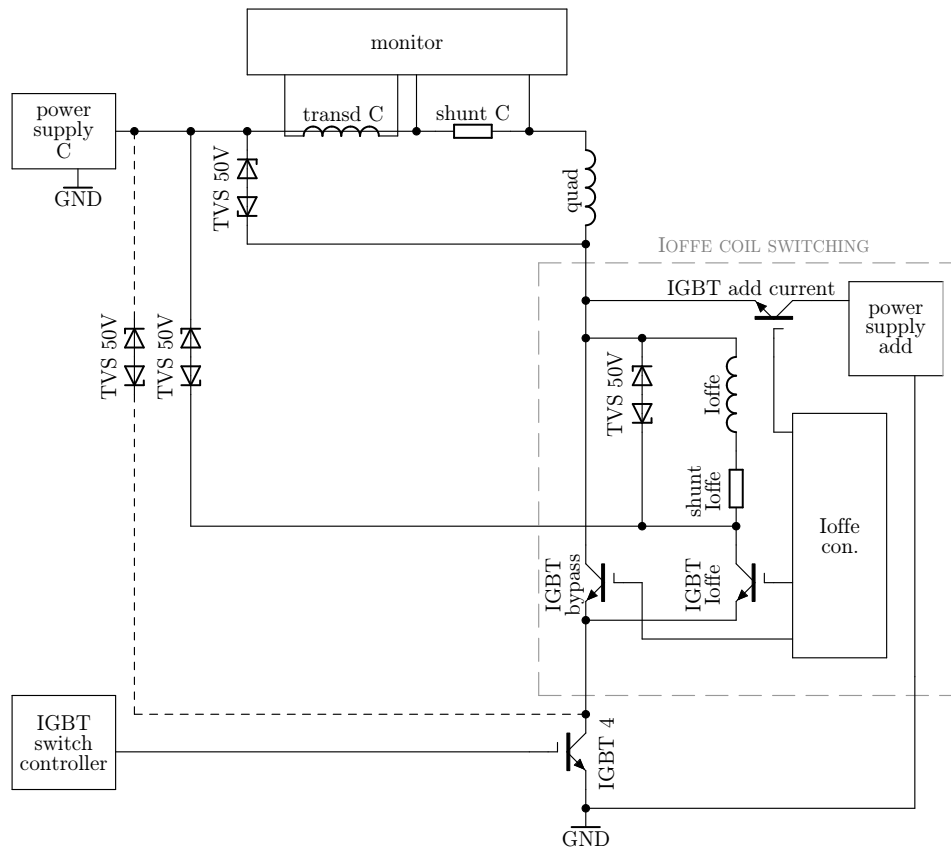 monitor
power
supply
C
GND
transd C
shunt C
TVS 50V
quad
IOFFE COIL SWITCHING
IGBT add current
power
supply
add
TVS 50V
TVS 50V
TVS 50V
Ioffe
shunt
Ioffe
Ioffe
con.
IGBT
bypass
IGBT
Ioffe
IGBT
switch
controller
IGBT 4
GND